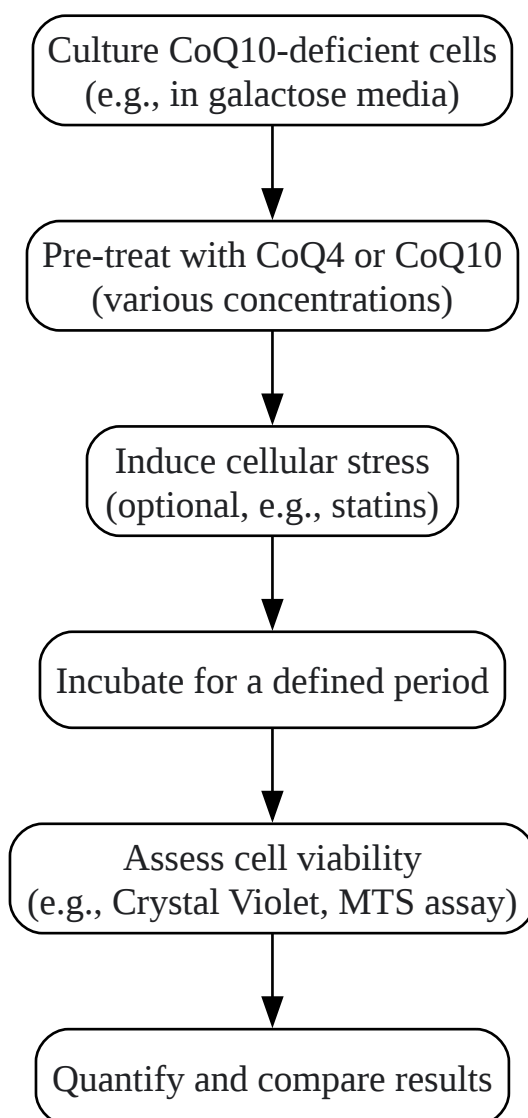 Culture CoQ10-deficient cells
(e.g., in galactose media)
Pre-treat with CoQ4 or CoQ10
(various concentrations)
Induce cellular stress
(optional, e.g., statins)
Incubate for a defined period
Assess cell viability
(e.g., Crystal Violet, MTS assay)
Quantify and compare results